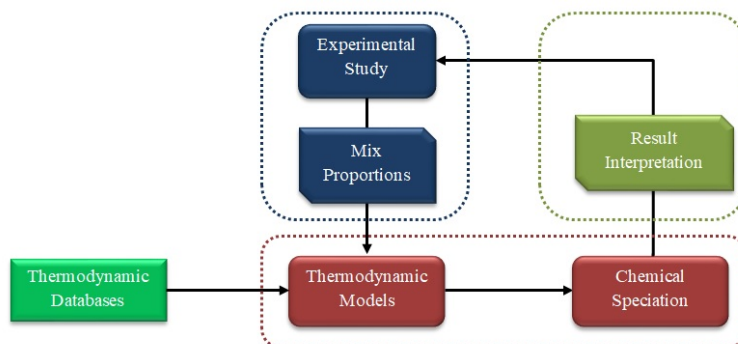 Experimental
Study
Mix
Proportions
Result
Interpretation
Thermodynamic
Databases
Thermodynamic
Models
Chemical
Speciation